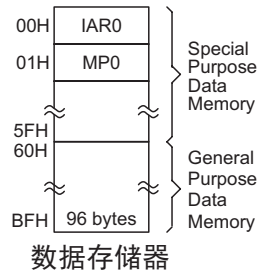 00H IAR0
01H MP0
Special
Purpose
Data
Memory
5FH
60H
General
Purpose
Data
Memory
BFH 96 bytes
数据存储器